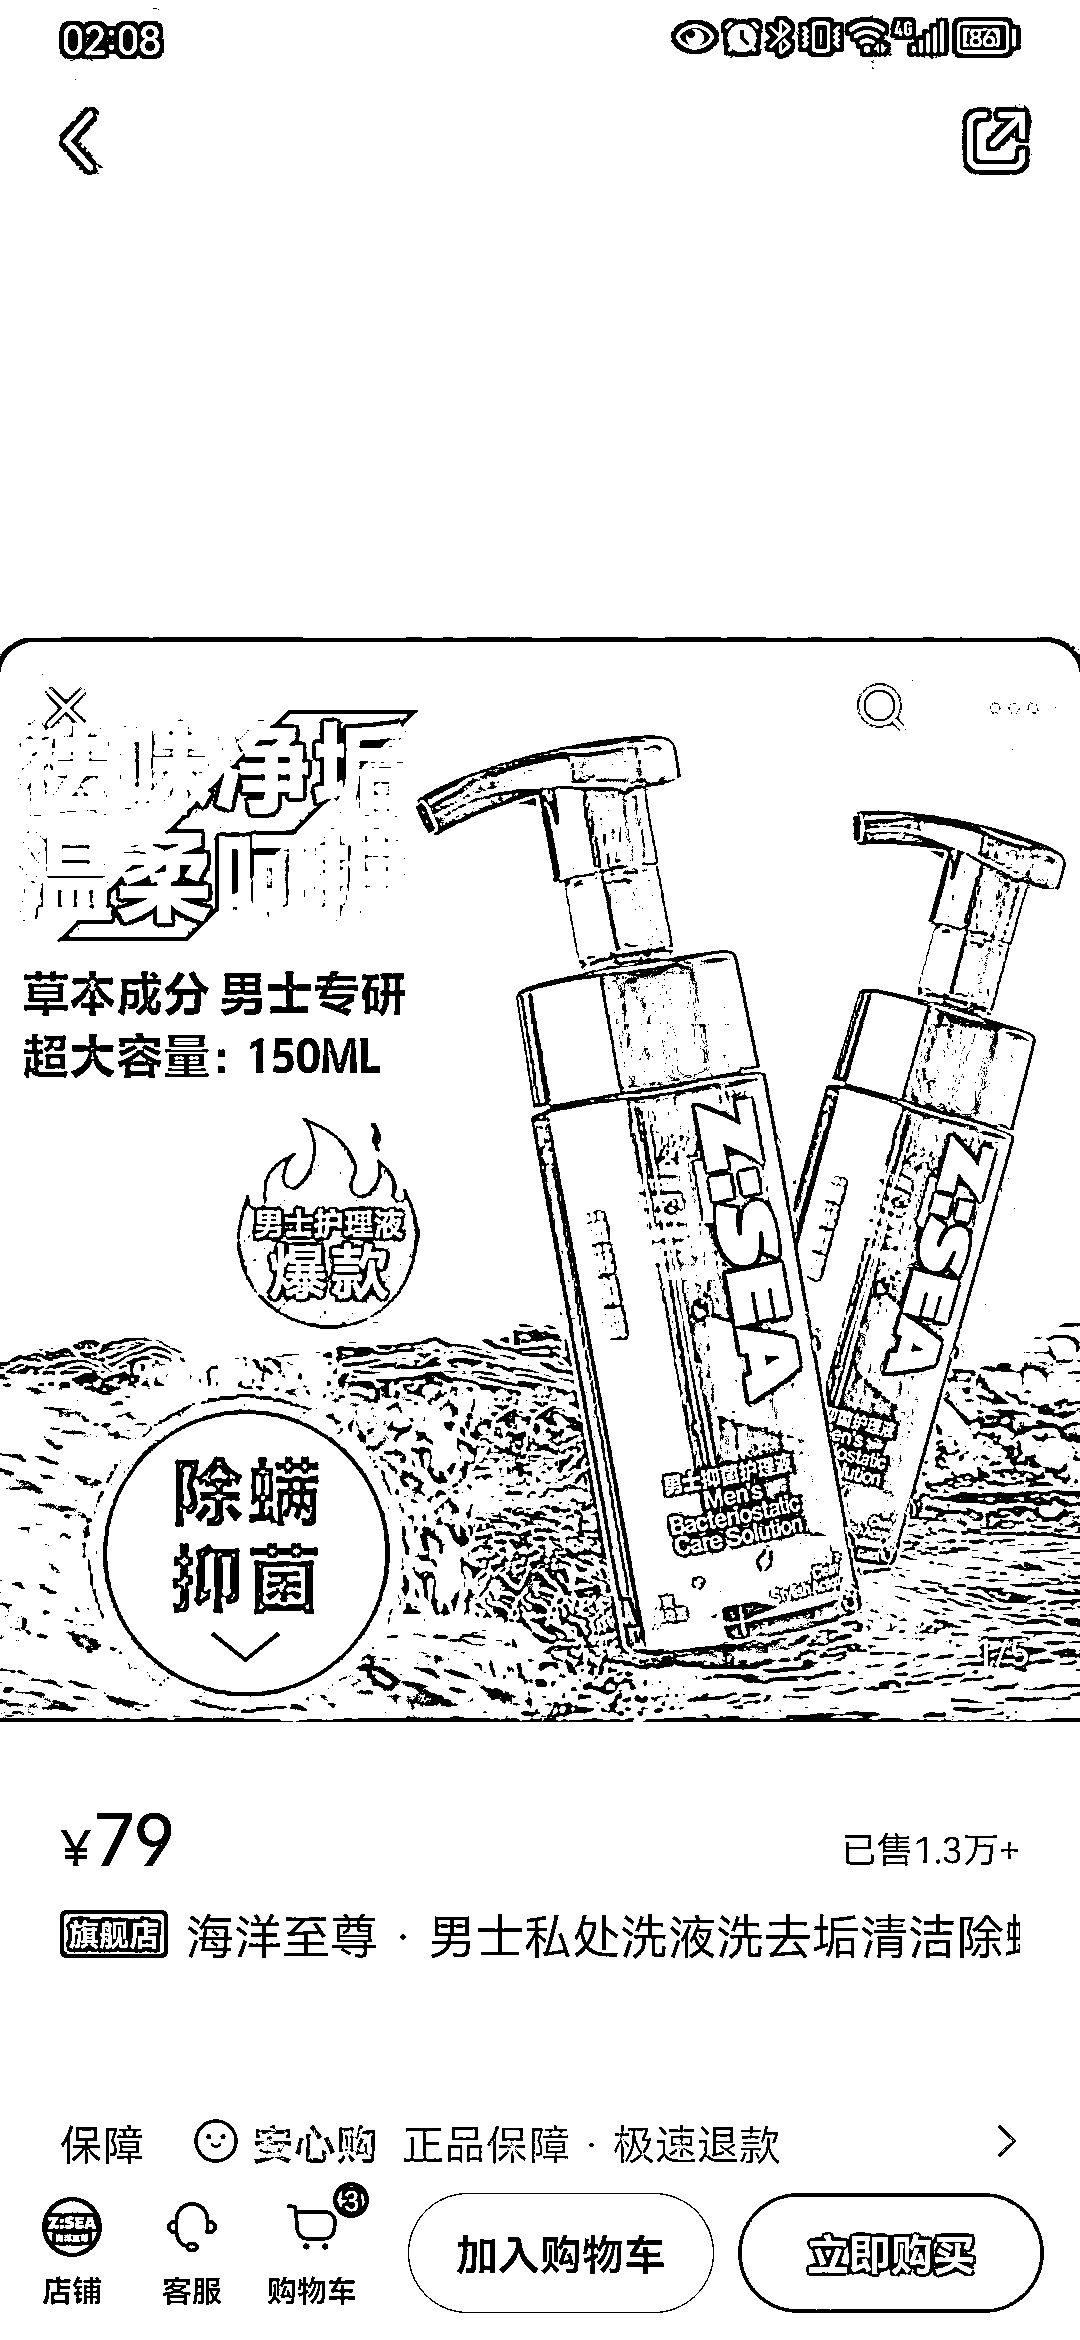 02:08
4G
86
祛味净垢
温柔呵护
草本成分 男士专研
超大容量：150ML
男士护理液
爆款
Z:SEA
Z:SEA
男士抑菌护理液
Men's
Bacteriostatic
Care Solution
除螨
抑菌
1/5
¥79
已售1.3万+
旗舰店 海洋至尊 · 男士私处洗液洗去垢清洁除
保障 安心购 正品保障 · 极速退款
3
Z:SEA
店铺
客服
购物车
加入购物车
立即购买